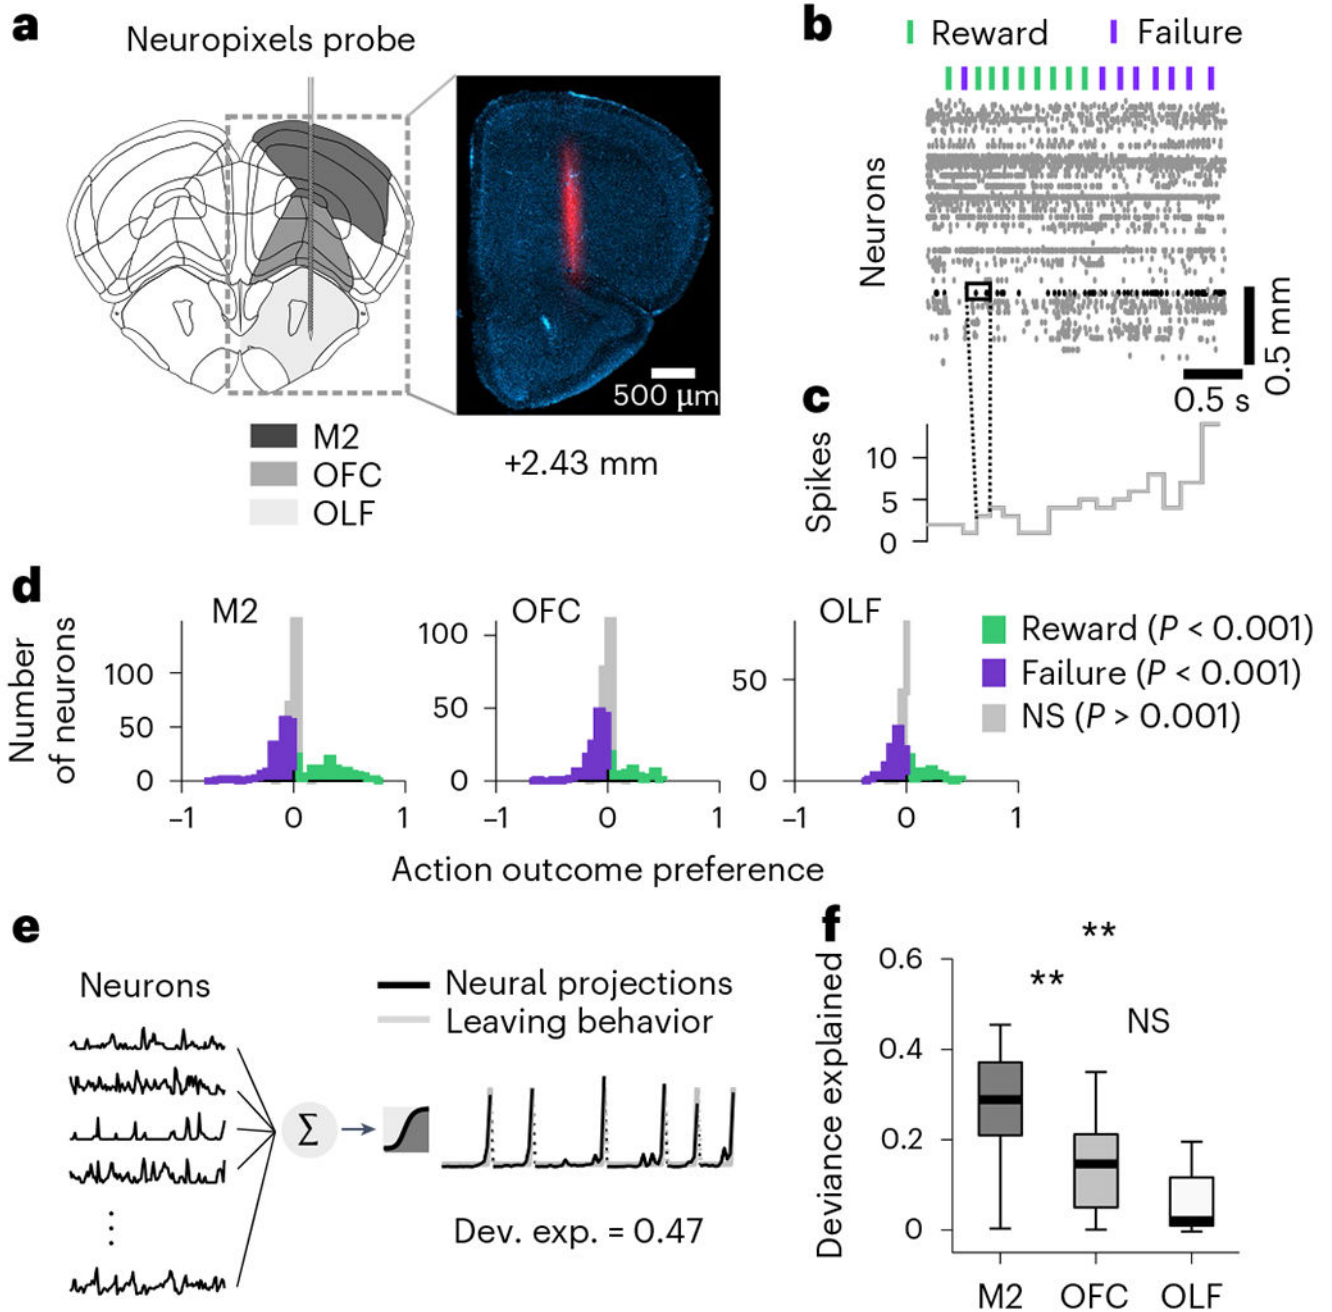 a
Neuropixels probe
500 µm
+2.43 mm
M2
OFC
OLF
b
Reward
Failure
Neurons
0.5 mm
0.5 s
c
Spikes
10
5
0
d
Number
of neurons
M2
100
50
0
−1
0
1
OFC
100
50
0
−1
0
1
OLF
50
0
−1
0
1
Action outcome preference
Reward (P < 0.001)
Failure (P < 0.001)
NS (P > 0.001)
e
Neurons
Neural projections
Leaving behavior
Σ
Dev. exp. = 0.47
f
Deviance explained
0.6
0.4
0.2
0
**
**
NS
M2
OFC
OLF